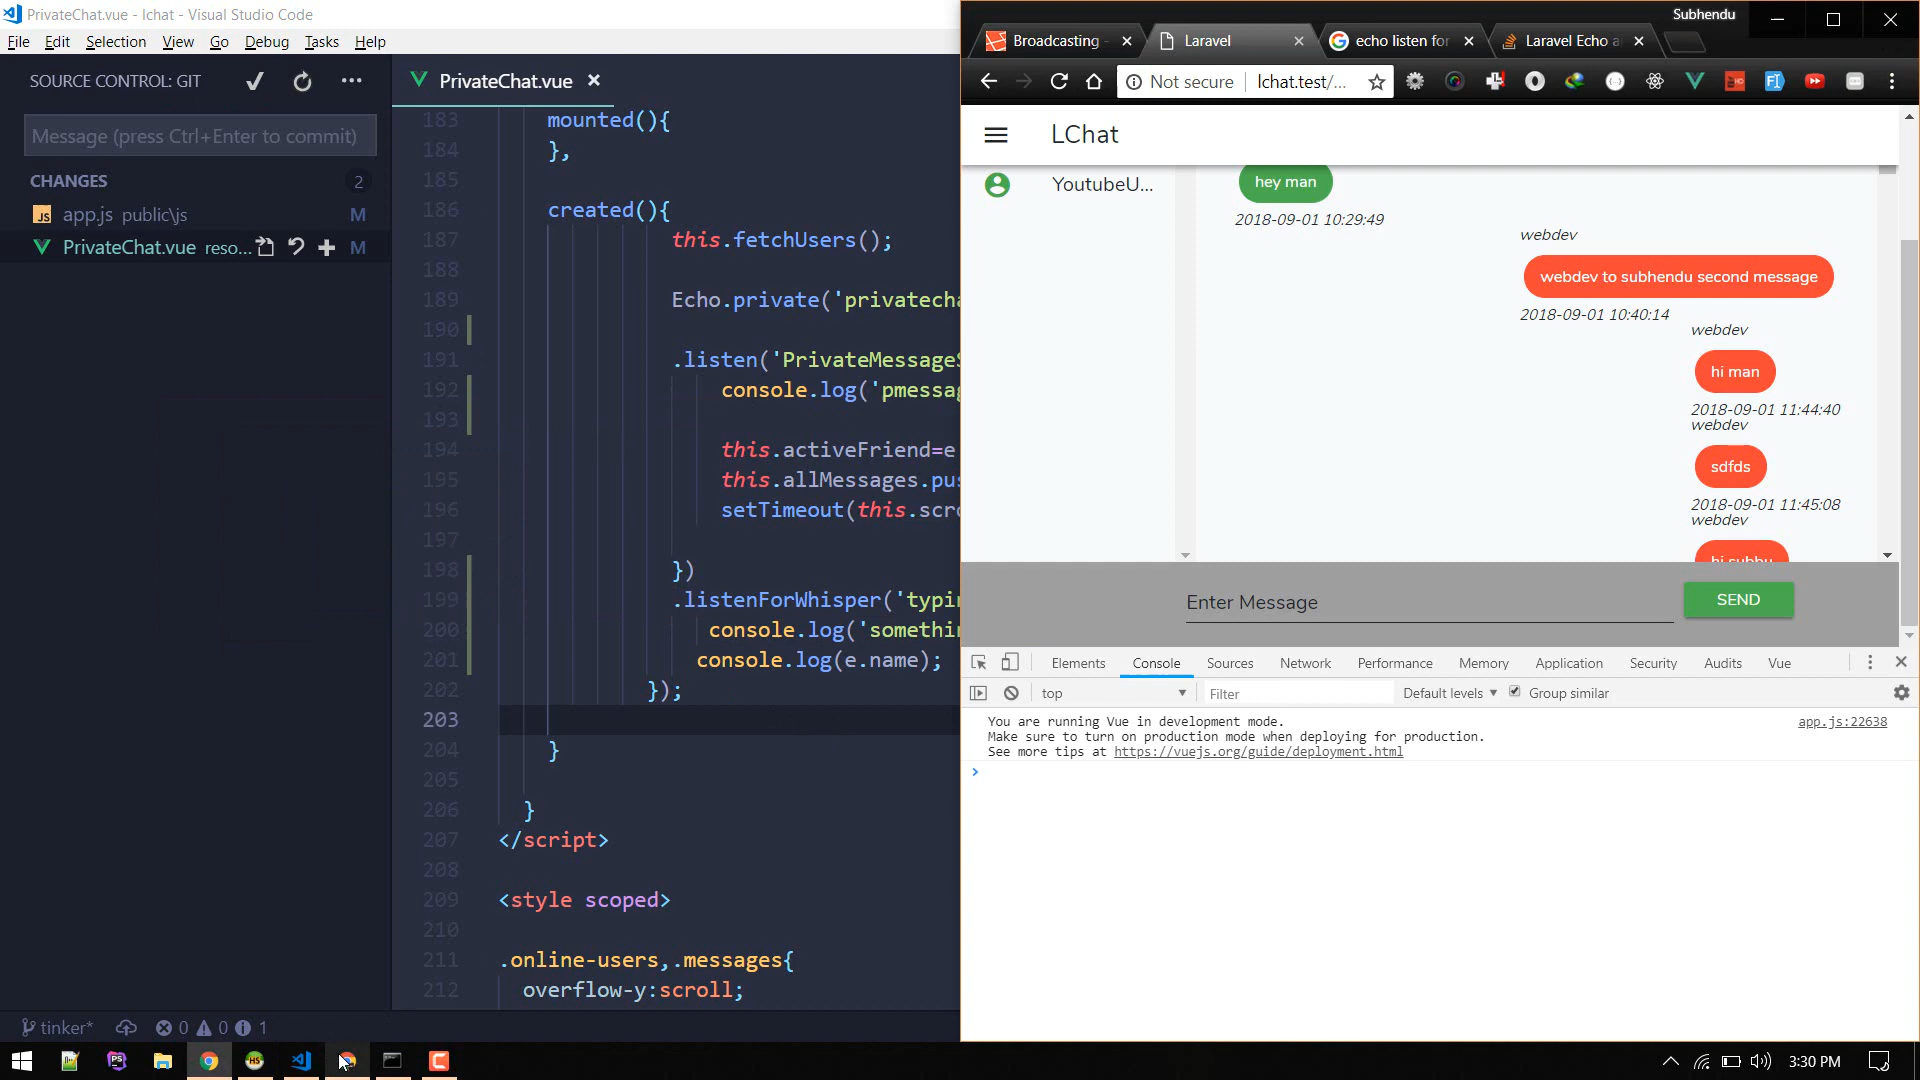 PrivateChat.vue - lchat - Visual Studio Code
File Edit Selection View Go Debug Tasks Help
SOURCE CONTROL: GIT
Message (press Ctrl+Enter to commit)
CHANGES 2
app.js public\js M
PrivateChat.vue reso... M
PrivateChat.vue
183 mounted(){
184 },
185
186 created(){
187 this.fetchUsers();
188
189 Echo.private('privatecha
190
191 .listen('PrivateMessageS
192 console.log('pmessag
193
194 this.activeFriend=e
195 this.allMessages.pus
196 setTimeout(this.scro
197
198 })
199 .listenForWhisper('typin
200 console.log('somethin
201 console.log(e.name);
202 });
203
204 }
205
206 }
207 </script>
208
209 <style scoped>
210
211 .online-users,.messages{
212 overflow-y:scroll;
tinker* 0 0 1
Subhendu
Broadcasting - Laravel echo listen for Laravel Echo a
Not secure lchat.test/...
LChat
YoutubeU...
hey man
2018-09-01 10:29:49
webdev
webdev to subhendu second message
2018-09-01 10:40:14
webdev
hi man
2018-09-01 11:44:40
webdev
sdfds
2018-09-01 11:45:08
webdev
hi subhu
Enter Message
SEND
Elements Console Sources Network Performance Memory Application Security Audits Vue
top Filter Default levels Group similar
You are running Vue in development mode. app.js:22638
Make sure to turn on production mode when deploying for production.
See more tips at https://vuejs.org/guide/deployment.html
3:30 PM